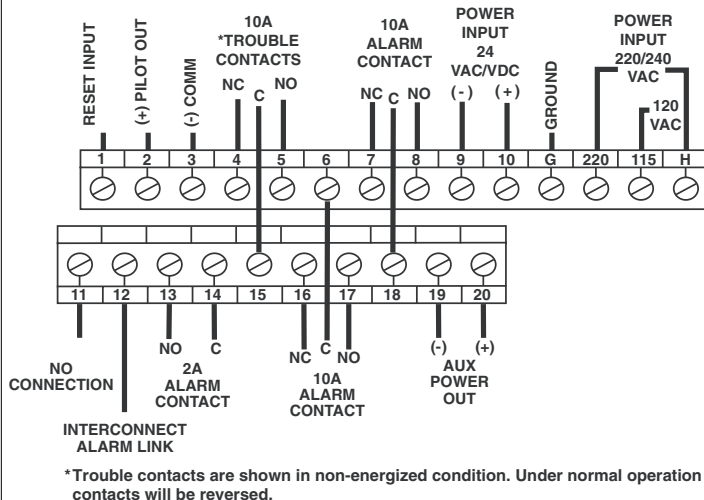 10A
*TROUBLE
CONTACTS
10A
ALARM
CONTACT
POWER
INPUT
24
VAC/VDC
POWER
INPUT
220/240
VAC
120
VAC
RESET INPUT
(+) PILOT OUT
(-) COMM
NC C NO
NC C NO
(-) (+)
GROUND
1 2 3 4 5 6 7 8 9 10 G 220 115 H
11 12 13 14 15 16 17 18 19 20
NO
CONNECTION
INTERCONNECT
ALARM LINK
NO C
2A
ALARM
CONTACT
NC C NO
10A
ALARM
CONTACT
(-) (+)
AUX
POWER
OUT
*Trouble contacts are shown in non-energized condition. Under normal operation
contacts will be reversed.